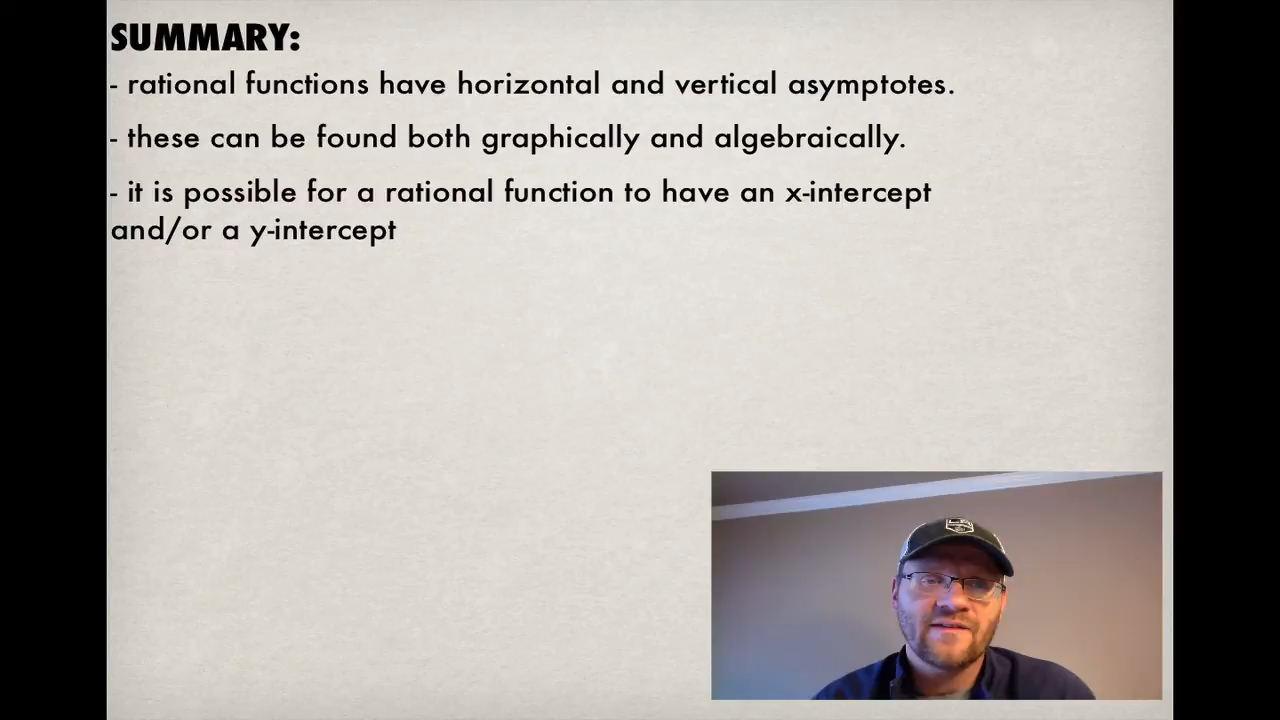 SUMMARY:
- rational functions have horizontal and vertical asymptotes.
- these can be found both graphically and algebraically.
- it is possible for a rational function to have an x-intercept
and/or a y-intercept